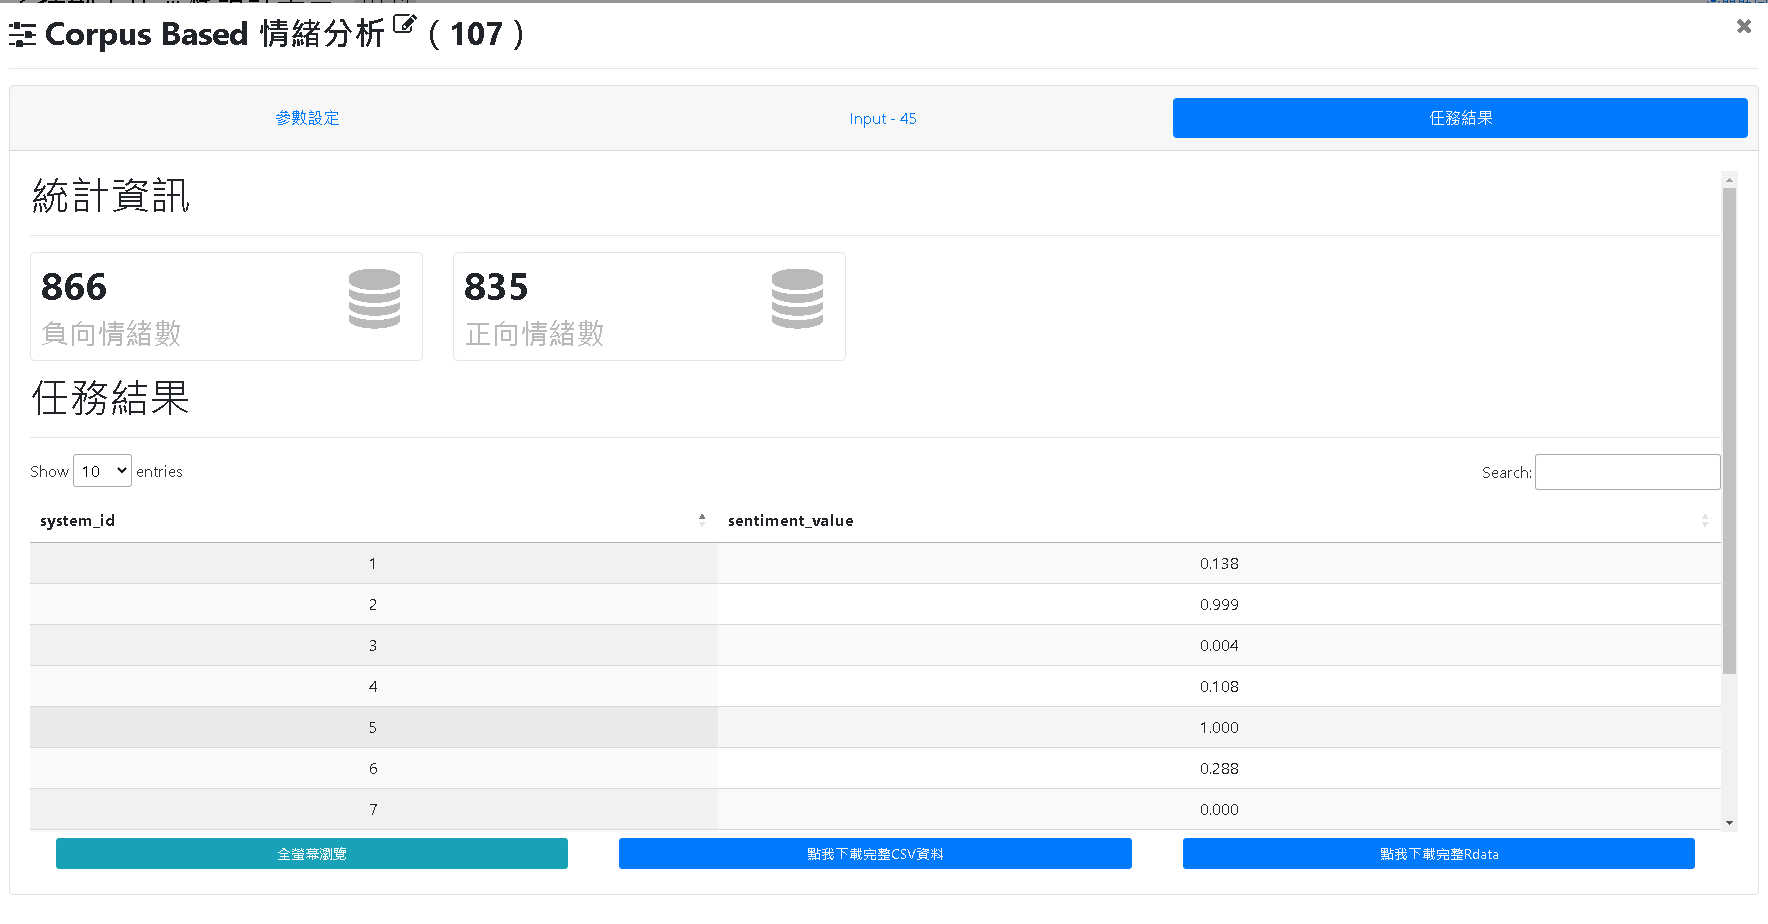 Corpus Based 情緒分析 ( 107 )
參數設定
Input - 45
任務結果
統計資訊
866
負向情緒數
835
正向情緒數
任務結果
Show 10 entries
Search:
system_id sentiment_value
1 0.138
2 0.999
3 0.004
4 0.108
5 1.000
6 0.288
7 0.000
全螢幕瀏覽
點我下載完整CSV資料
點我下載完整Rdata